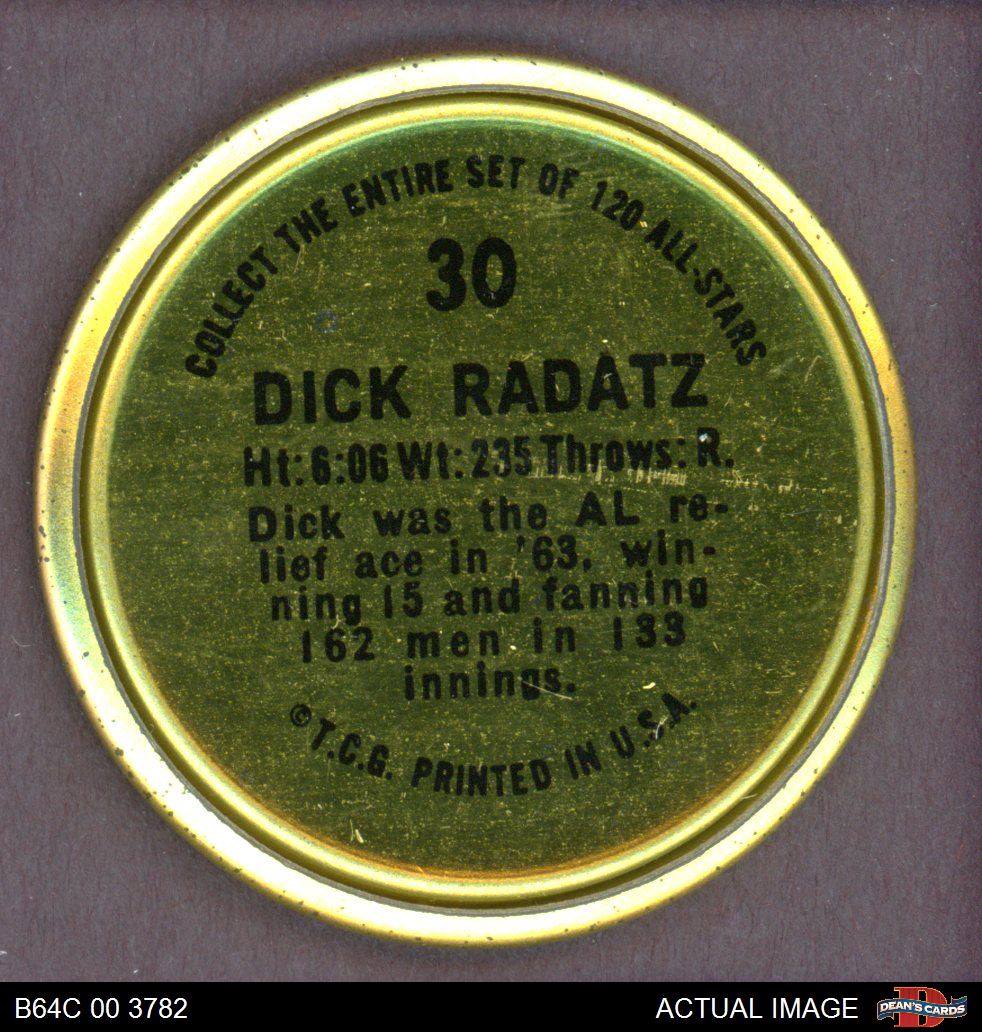 COLLECT THE ENTIRE SET OF 120 ALL-STARS
30
DICK RADATZ
Ht: 6:06 Wt: 235 Throws: R.
Dick was the AL re-
lief ace in '63, win-
ning 15 and fanning
162 men in 133
innings.
© T.C.G. PRINTED IN U.S.A.
B64C 00 3782
ACTUAL IMAGE
DEAN'S CARDS